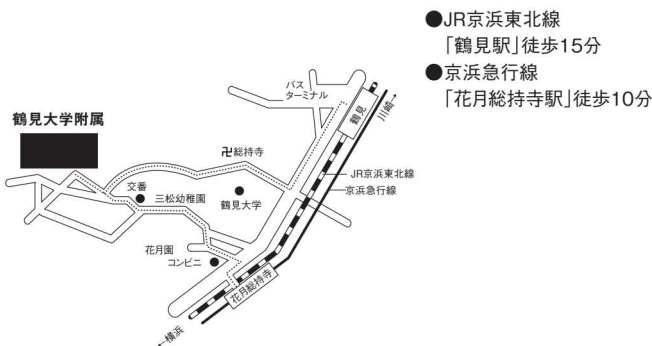 ●JR京浜東北線
「鶴見駅」徒歩15分
●京浜急行線
「花月総持寺駅」徒歩10分
バス
ターミナル
鶴見
川崎→
鶴見大学附属
卍総持寺
JR京浜東北線
京浜急行線
交番
三松幼稚園
鶴見大学
花月園
コンビニ
花月総持寺
←横浜